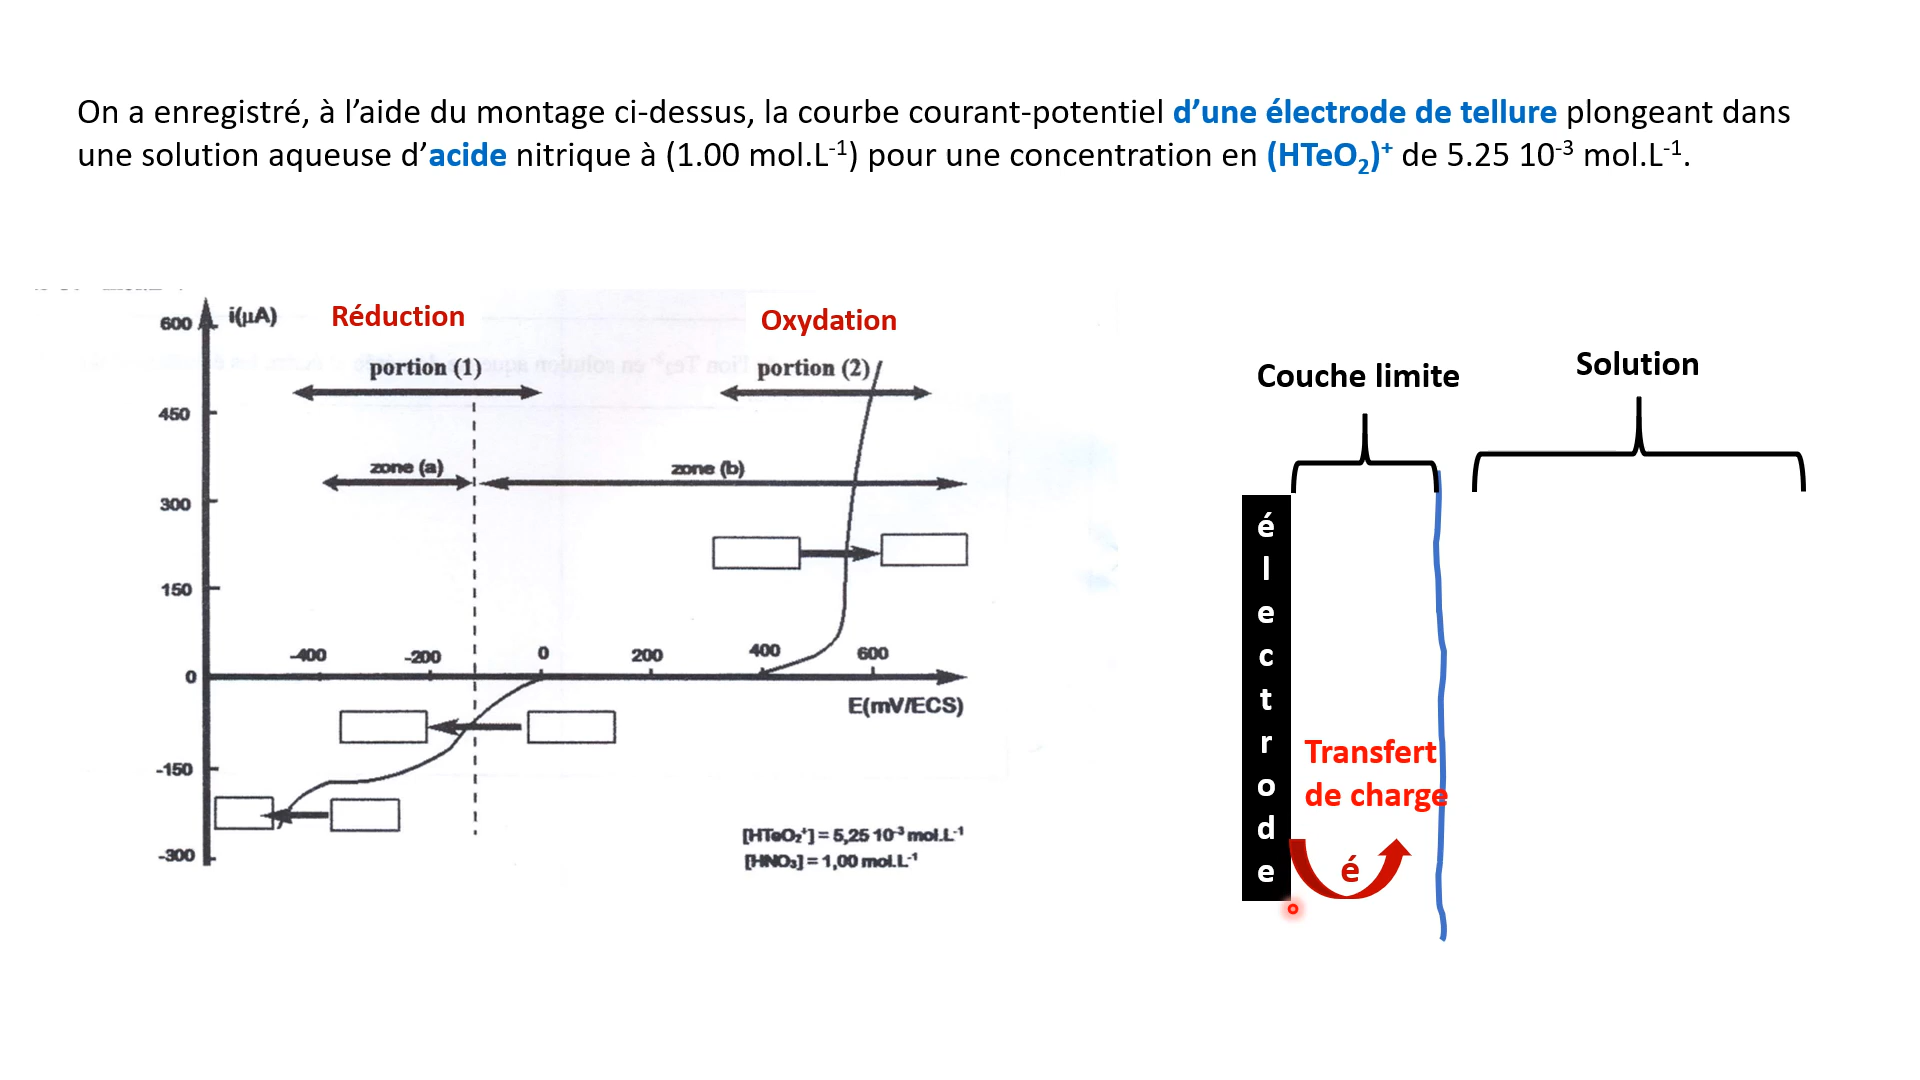 On a enregistré, à l’aide du montage ci-dessus, la courbe courant-potentiel d’une électrode de tellure plongeant dans
une solution aqueuse d’acide nitrique à (1.00 mol.L-1) pour une concentration en (HTeO2)+ de 5.25 10-3 mol.L-1.
600 i(µA) Réduction Oxydation
portion (1) portion (2)
450
zone (a) zone (b)
300
150
-400 -200 0 200 400 600
0
E(mV/ECS)
-150
-300
[HTeO2+] = 5,25 10-3 mol.L-1
[HNO3] = 1,00 mol.L-1
Couche limite
Solution
électrode
Transfert
de charge
é